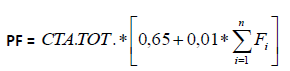 PF = CTA.TOT.*[0,65+0,01*∑_{i=1}^{n}F_i]